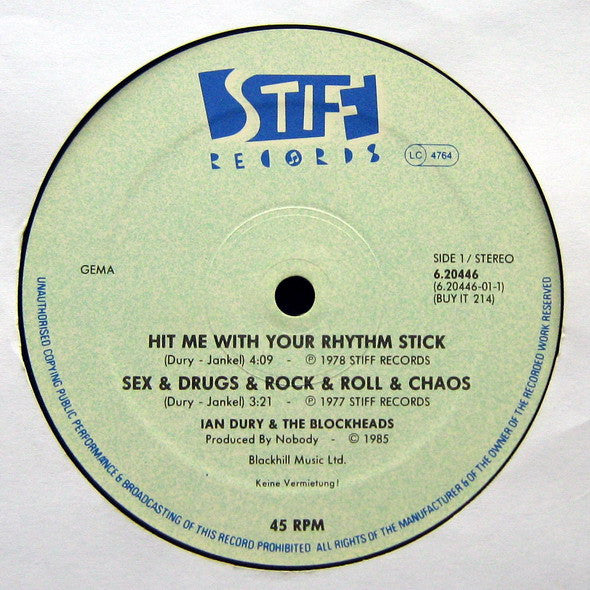 STIFF
RECORDS
LC 4764
GEMA
SIDE 1 / STEREO
6.20446
(6.20446-01-1)
(BUY IT 214)
HIT ME WITH YOUR RHYTHM STICK
(Dury - Jankel) 4:09 - ℗ 1978 STIFF RECORDS
SEX & DRUGS & ROCK & ROLL & CHAOS
(Dury - Jankel) 3:21 - ℗ 1977 STIFF RECORDS
IAN DURY & THE BLOCKHEADS
Produced By Nobody - © 1985
Blackhill Music Ltd.
Keine Vermietung!
45 RPM
UNAUTHORISED COPYING PUBLIC PERFORMANCE & BROADCASTING OF THIS RECORD PROHIBITED ALL RIGHTS OF THE MANUFACTURER & OF THE OWNER OF THE RECORDED WORK RESERVED